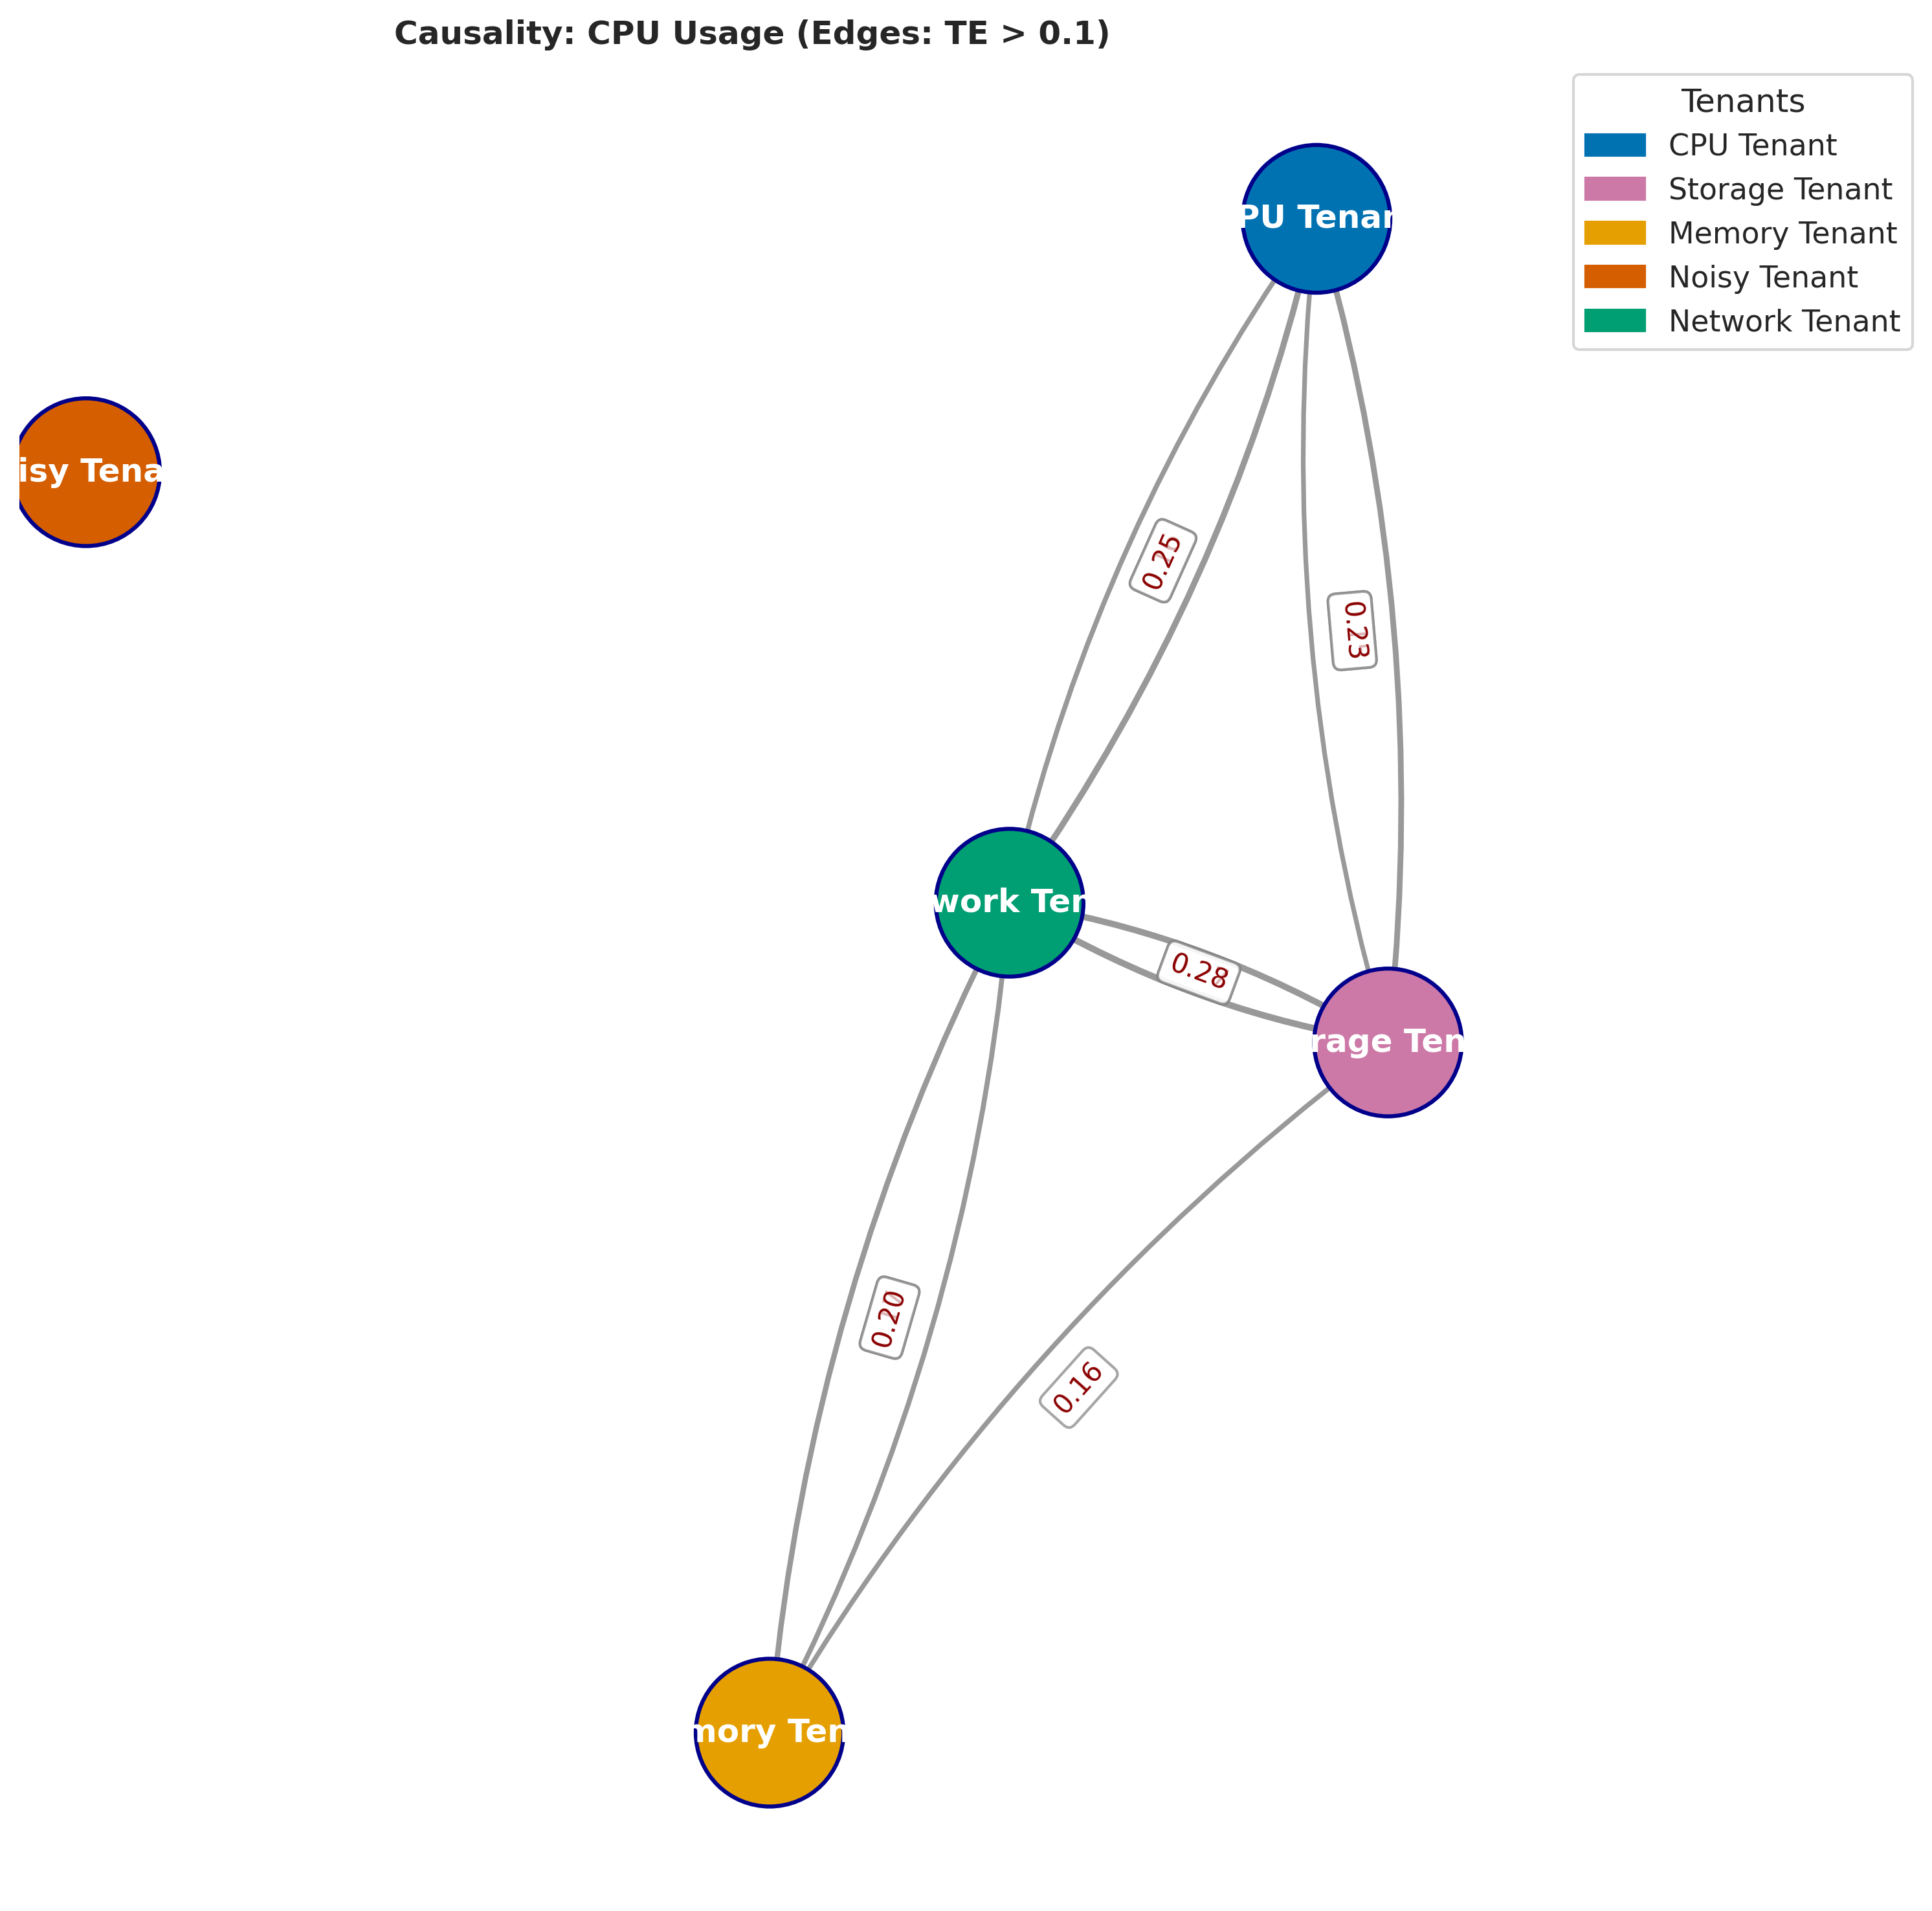 Causality: CPU Usage (Edges: TE > 0.1)
Tenants
CPU Tenant
Storage Tenant
Memory Tenant
Noisy Tenant
Network Tenant
PU Tenan
isy Tena
0.25
0.23
work Ten
0.28
rage Ten
0.20
0.16
mory Ten